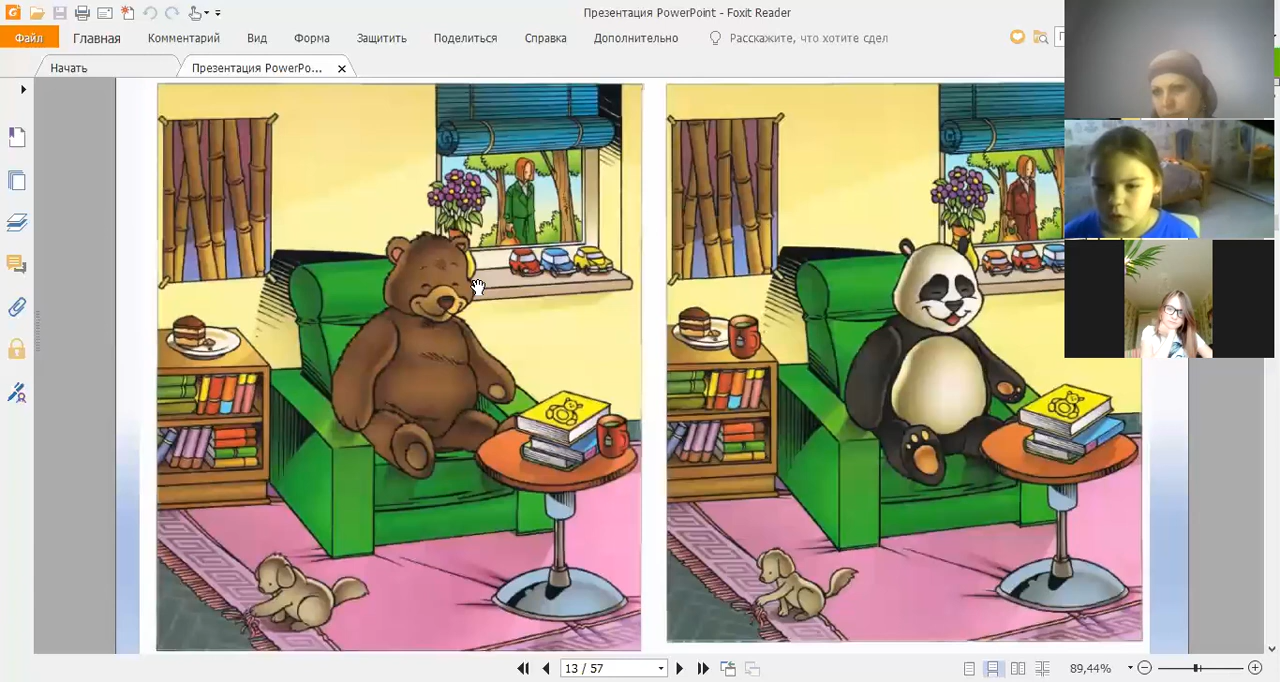 Презентация PowerPoint - Foxit Reader
Файл
Главная
Комментарий
Вид
Форма
Защитить
Поделиться
Справка
Дополнительно
Расскажите, что хотите сдел
Начать
Презентация PowerPo...
13 / 57
89,44%